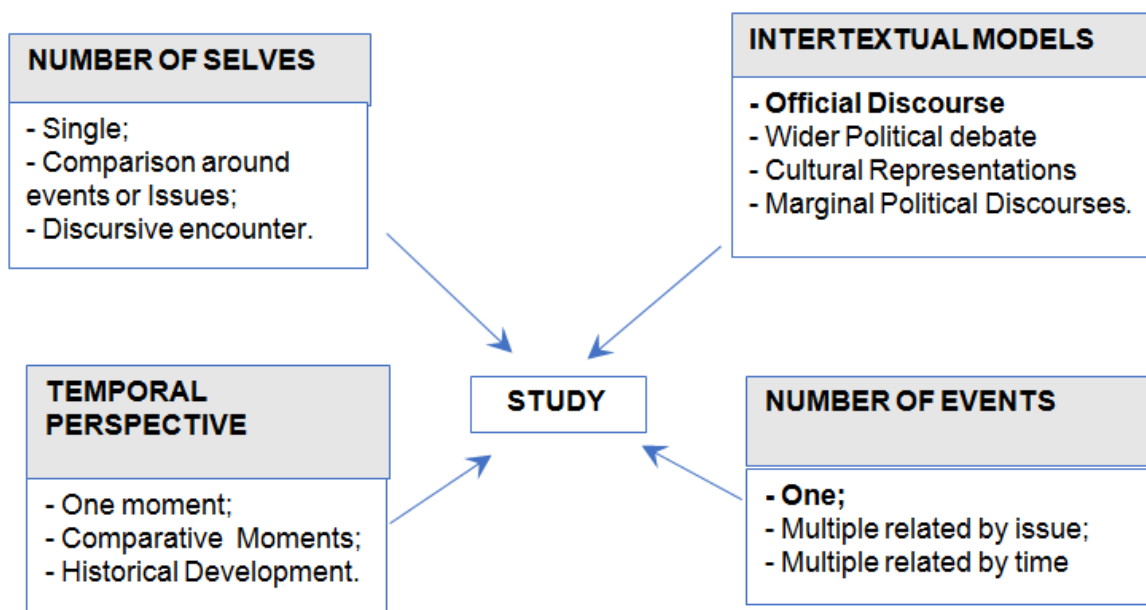 NUMBER OF SELVES
- Single;
- Comparison around
events or Issues;
- Discursive encounter.
INTERTEXTUAL MODELS
- Official Discourse
- Wider Political debate
- Cultural Representations
- Marginal Political Discourses.
TEMPORAL
PERSPECTIVE
- One moment;
- Comparative Moments;
- Historical Development.
STUDY
NUMBER OF EVENTS
- One;
- Multiple related by issue;
- Multiple related by time